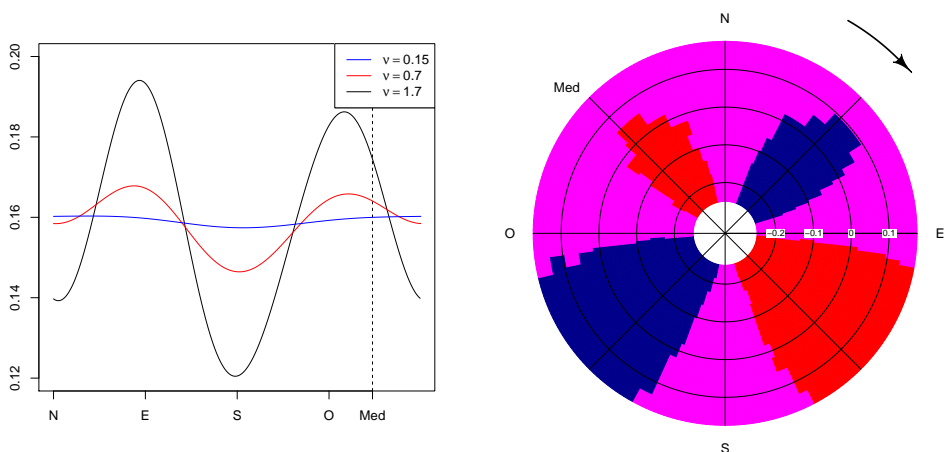 0.20
0.18
0.16
0.14
0.12
ν = 0.15
ν = 0.7
ν = 1.7
N
E
S
O
Med
N
Med
O
E
−0.2
−0.1
0
0.1
S